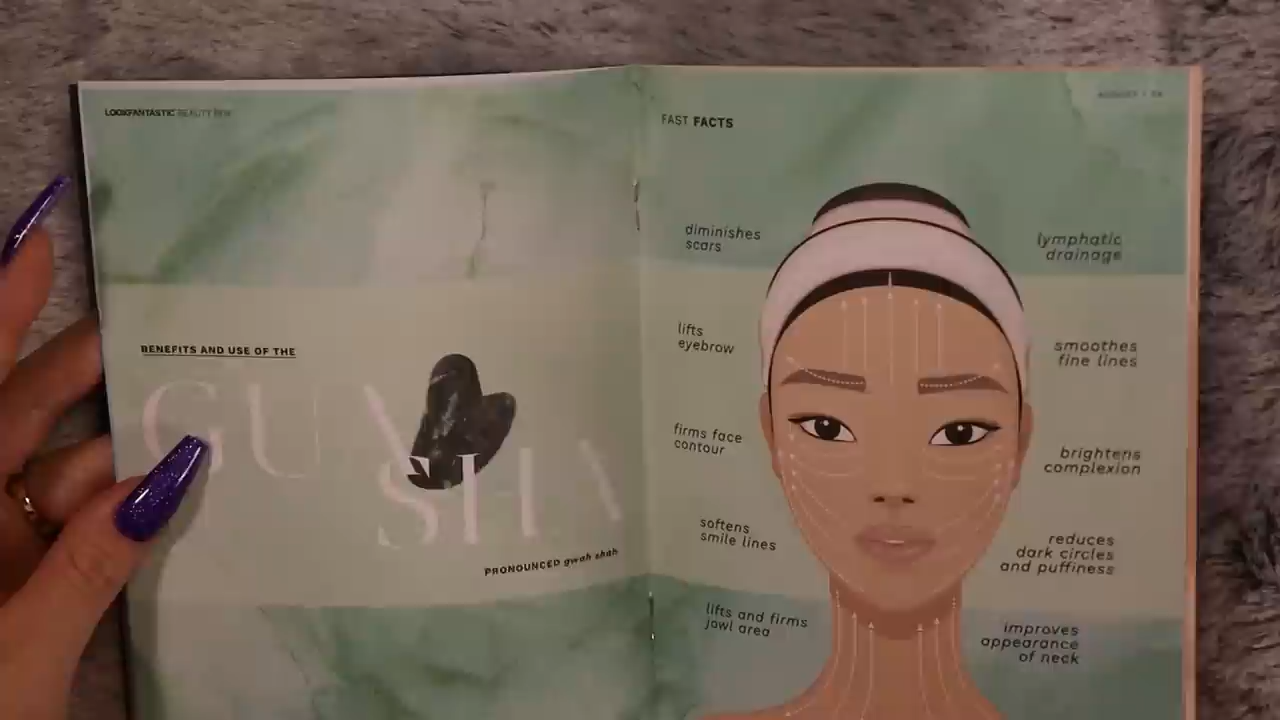 LOOKFANTASTIC BEAUTY BOX
BENEFITS AND USE OF THE
GUA
SHA
PRONOUNCED gwah shah
FAST FACTS
diminishes
scars
lifts
eyebrow
firms face
contour
softens
smile lines
lifts and firms
jowl area
lymphatic
drainage
smoothes
fine lines
brightens
complexion
reduces
dark circles
and puffiness
improves
appearance
of neck